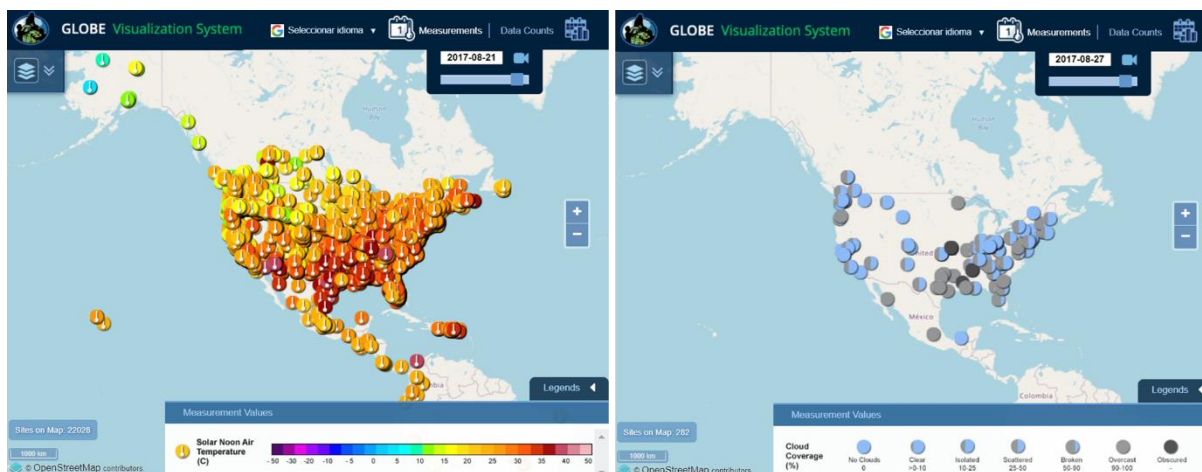 GLOBE Visualization System
Seleccionar idioma ▼
1
Measurements
Data Counts
2017-08-21
Hudson Bay
México
+
−
Legends
Sites on Map: 22028
1000 km
© OpenStreetMap contributors.
Measurement Values
Solar Noon Air Temperature (C)
-50 -30 -20 -10 -5 0 5 10 15 20 25 30 35 40 50
GLOBE Visualization System
Seleccionar idioma ▼
1
Measurements
Data Counts
2017-08-27
Hudson Bay
United
México
Colombia
+
−
Legends
Sites on Map: 282
1000 km
© OpenStreetMap contributors.
Measurement Values
Cloud Coverage (%)
No Clouds
0
Clear
>0-10
Isolated
10-25
Scattered
25-50
Broken
50-90
Overcast
90-100
Obscured
-